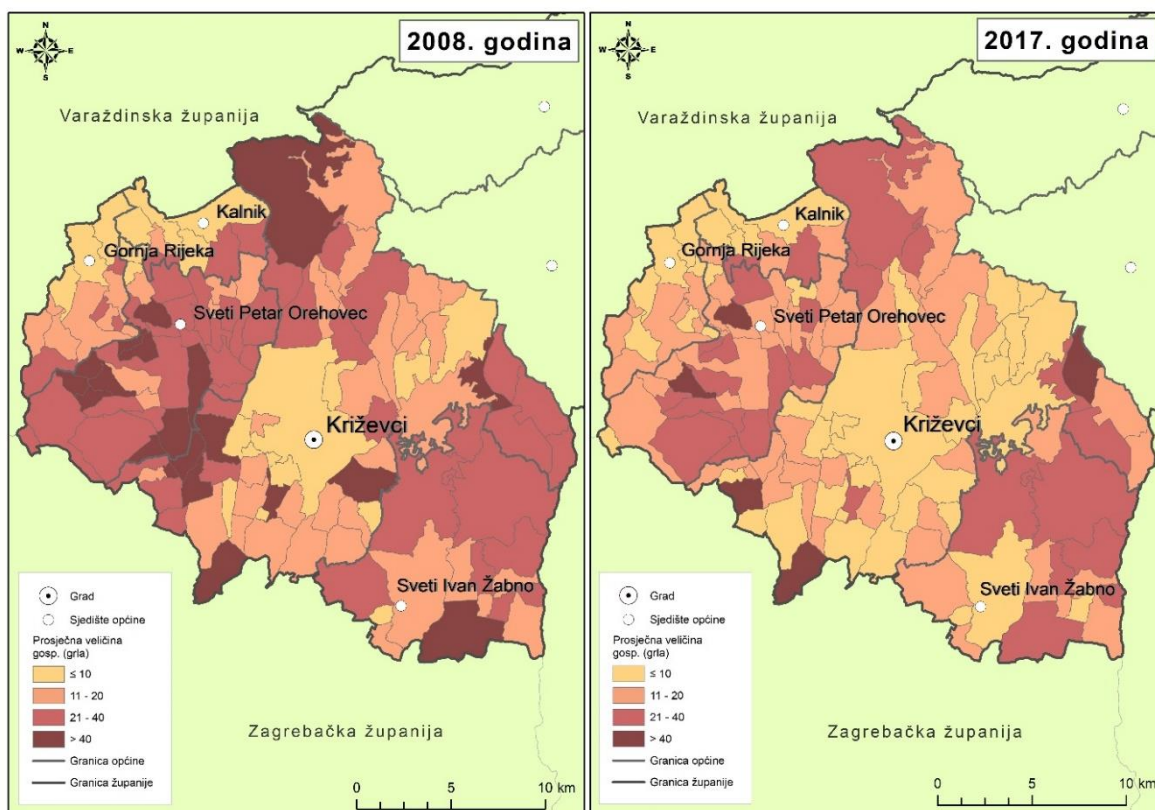 2008. godina
N
W E
S
Varaždinska županija
Kalnik
Gornja Rijeka
Sveti Petar Orehovec
Križevci
Sveti Ivan Žabno
Grad
Sjedište općine
Prosječna veličina
gosp. (grla)
≤ 10
11 - 20
21 - 40
> 40
Granica općine
Granica županije
Zagrebačka županija
0 5 10 km
2017. godina
N
W E
S
Varaždinska županija
Kalnik
Gornja Rijeka
Sveti Petar Orehovec
Križevci
Sveti Ivan Žabno
Grad
Sjedište općine
Prosječna veličina
gosp. (grla)
≤ 10
11 - 20
21 - 40
> 40
Granica općine
Granica županije
Zagrebačka županija
0 5 10 km